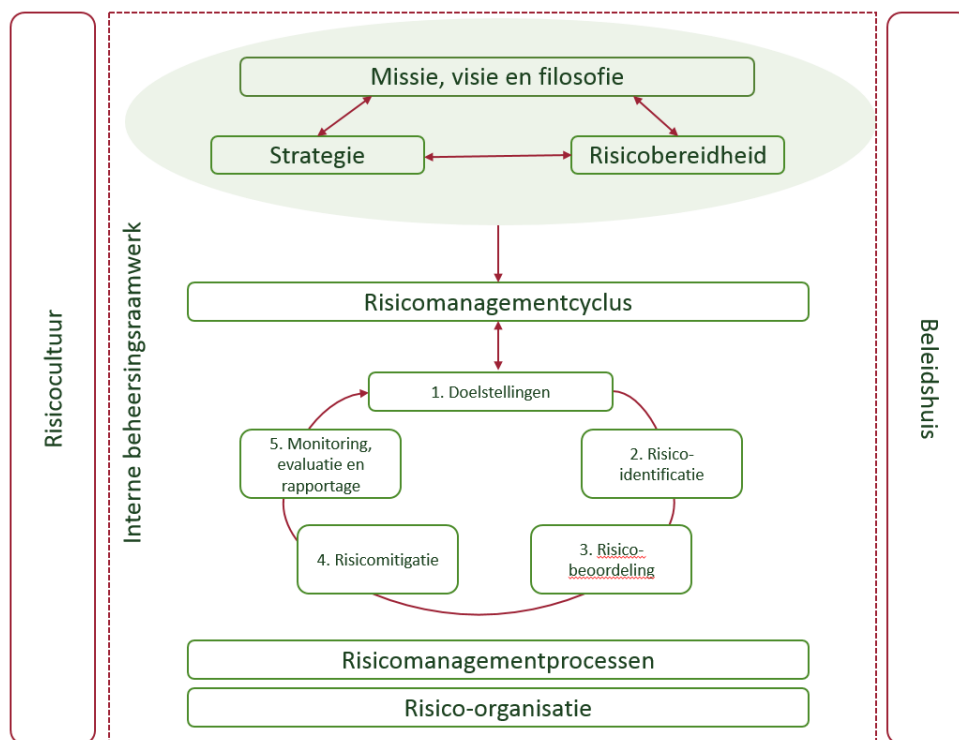 Risicocultuur
Interne beheersingsraamwerk
Missie, visie en filosofie
Strategie
Risicobereidheid
Risicomanagementcyclus
1. Doelstellingen
2. Risico-
identificatie
3. Risico-
beoordeling
4. Risicomitigatie
5. Monitoring,
evaluatie en
rapportage
Risicomanagementprocessen
Risico-organisatie
Beleidshuis